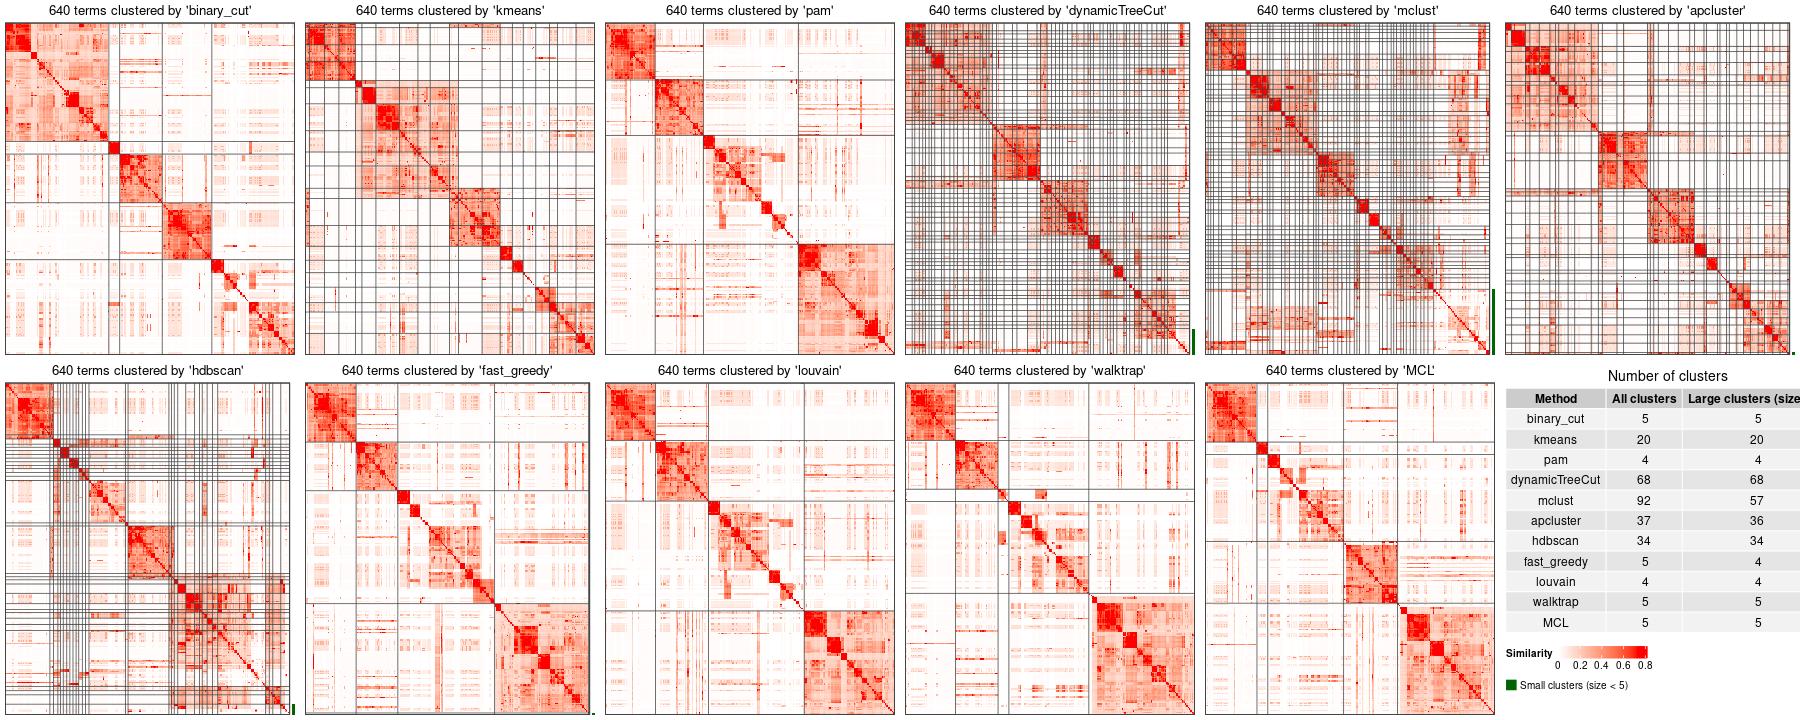 640 terms clustered by 'binary_cut'
640 terms clustered by 'kmeans'
640 terms clustered by 'pam'
640 terms clustered by 'dynamicTreeCut'
640 terms clustered by 'mclust'
640 terms clustered by 'apcluster'
640 terms clustered by 'hdbscan'
640 terms clustered by 'fast_greedy'
640 terms clustered by 'louvain'
640 terms clustered by 'walktrap'
640 terms clustered by 'MCL'
Number of clusters
Method All clusters Large clusters (size
binary_cut 5 5
kmeans 20 20
pam 4 4
dynamicTreeCut 68 68
mclust 92 57
apcluster 37 36
hdbscan 34 34
fast_greedy 5 4
louvain 4 4
walktrap 5 5
MCL 5 5
Similarity
0 0.2 0.4 0.6 0.8
Small clusters (size < 5)